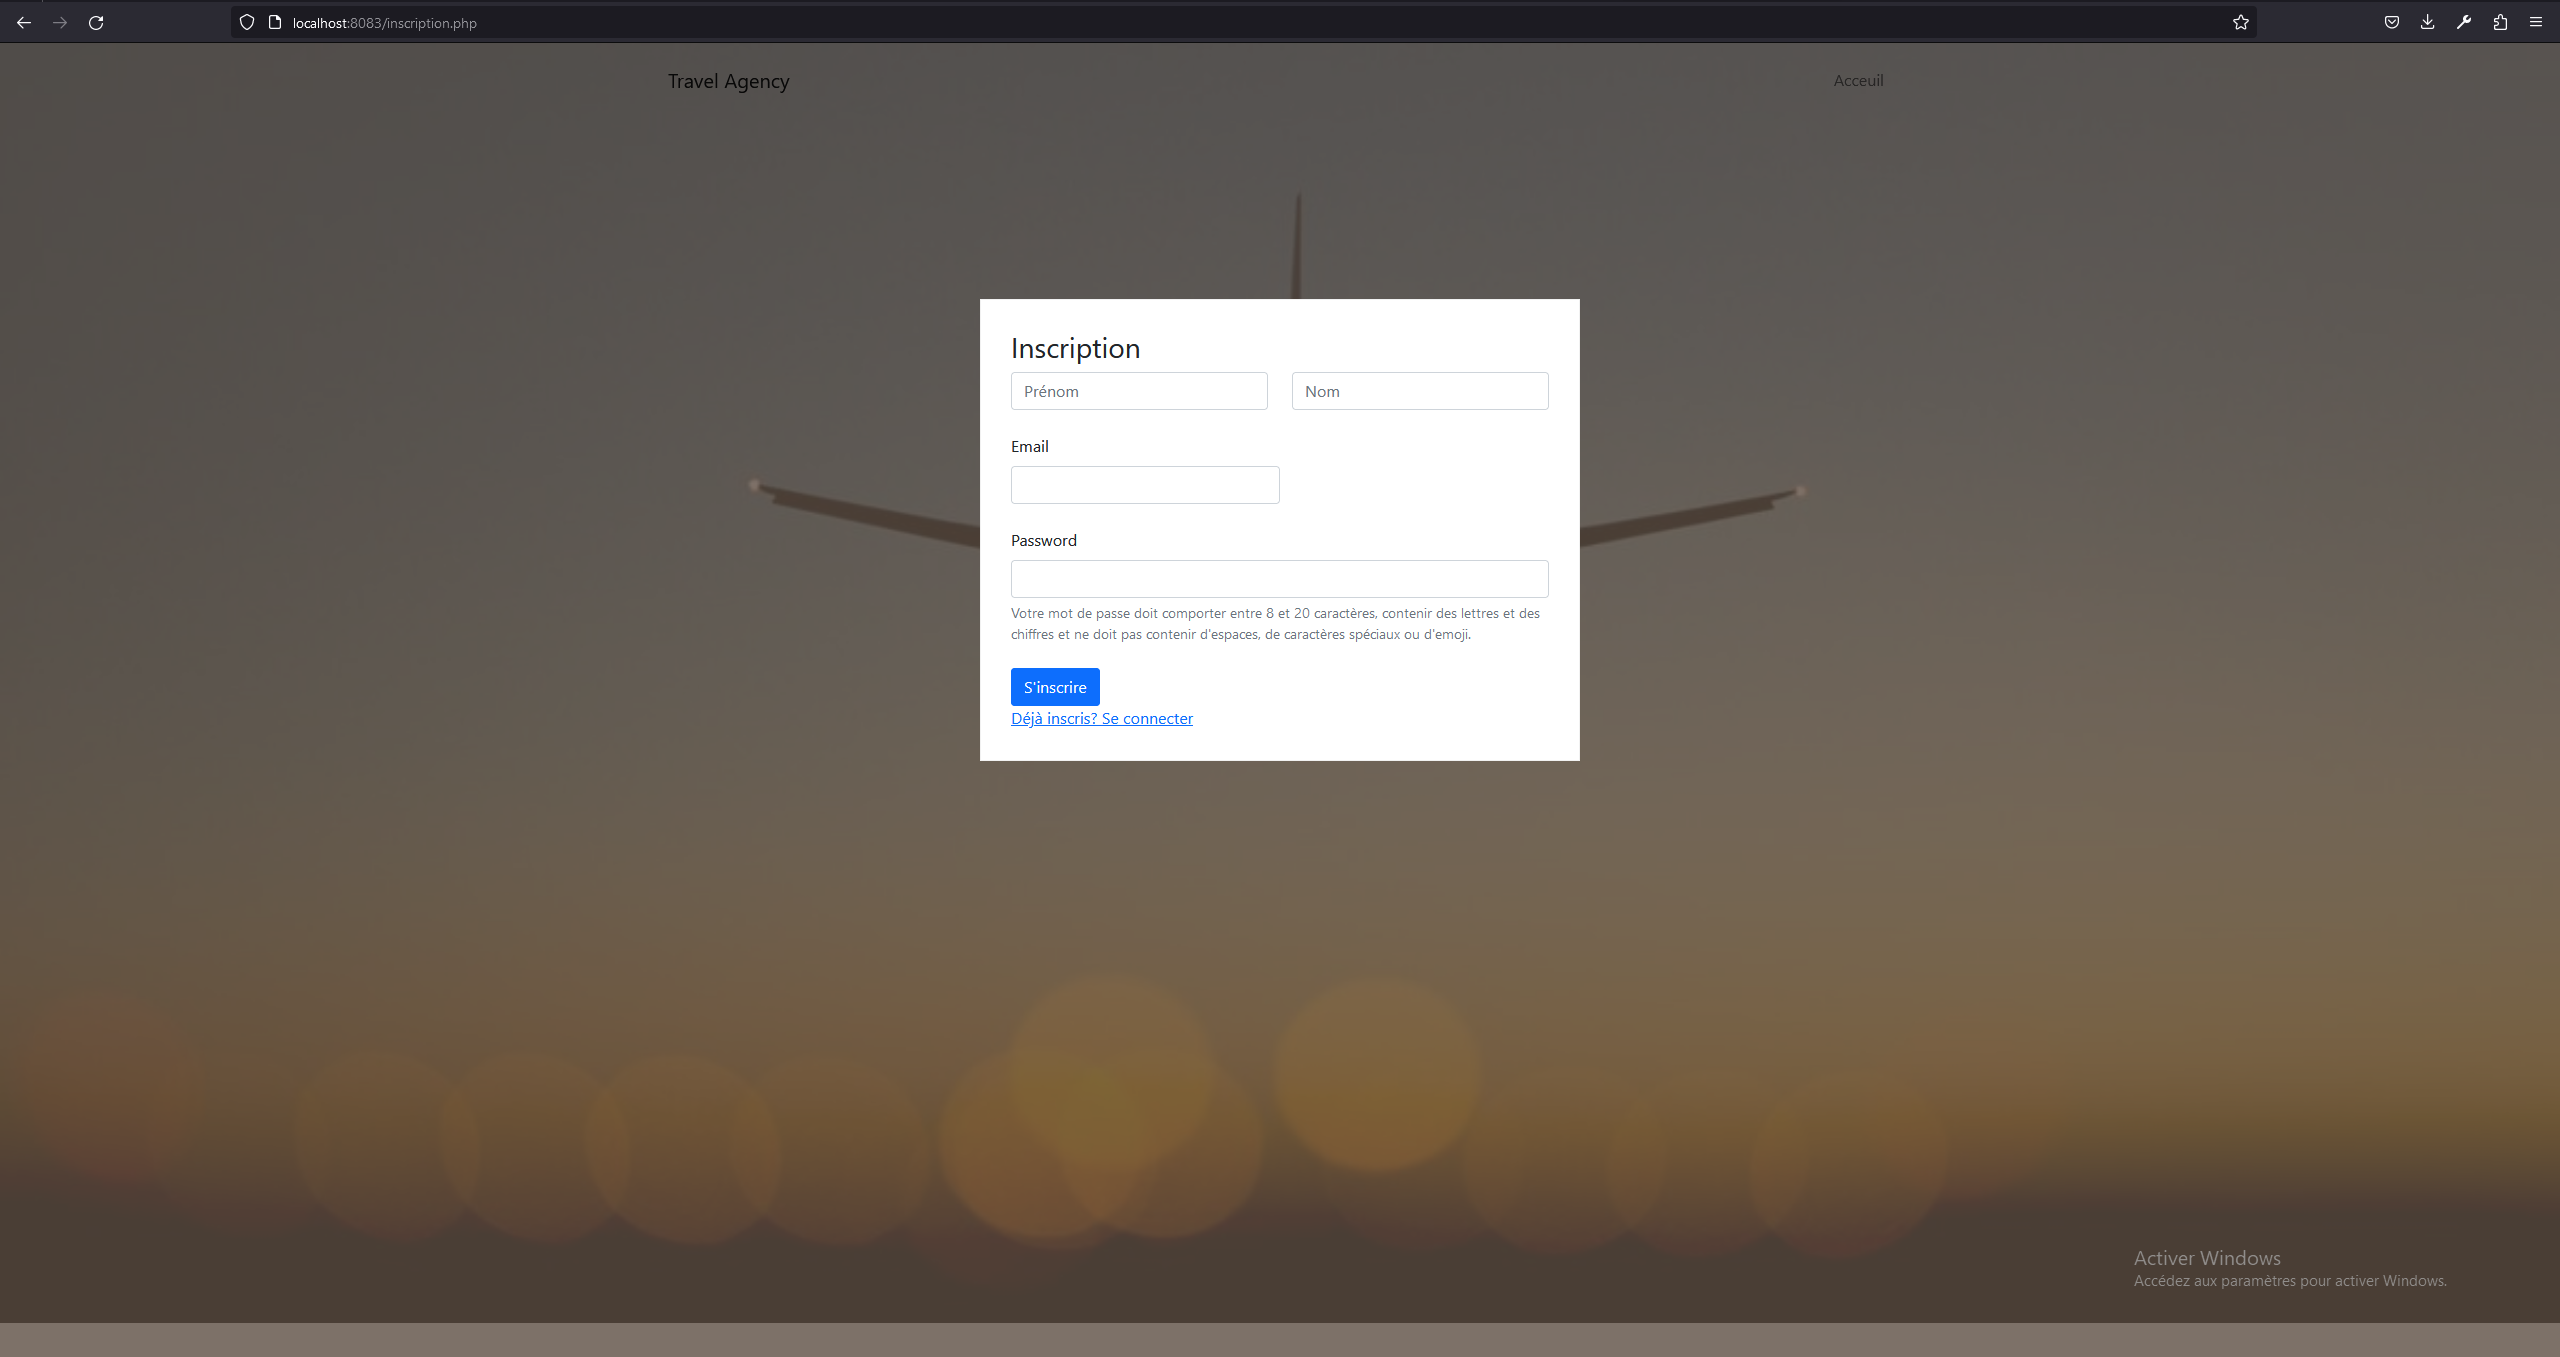 localhost:8083/inscription.php
Travel Agency
Acceuil
Inscription
Prénom
Nom
Email
Password
Votre mot de passe doit comporter entre 8 et 20 caractères, contenir des lettres et des
chiffres et ne doit pas contenir d'espaces, de caractères spéciaux ou d'emoji.
S'inscrire
Déjà inscris? Se connecter
Activer Windows
Accédez aux paramètres pour activer Windows.